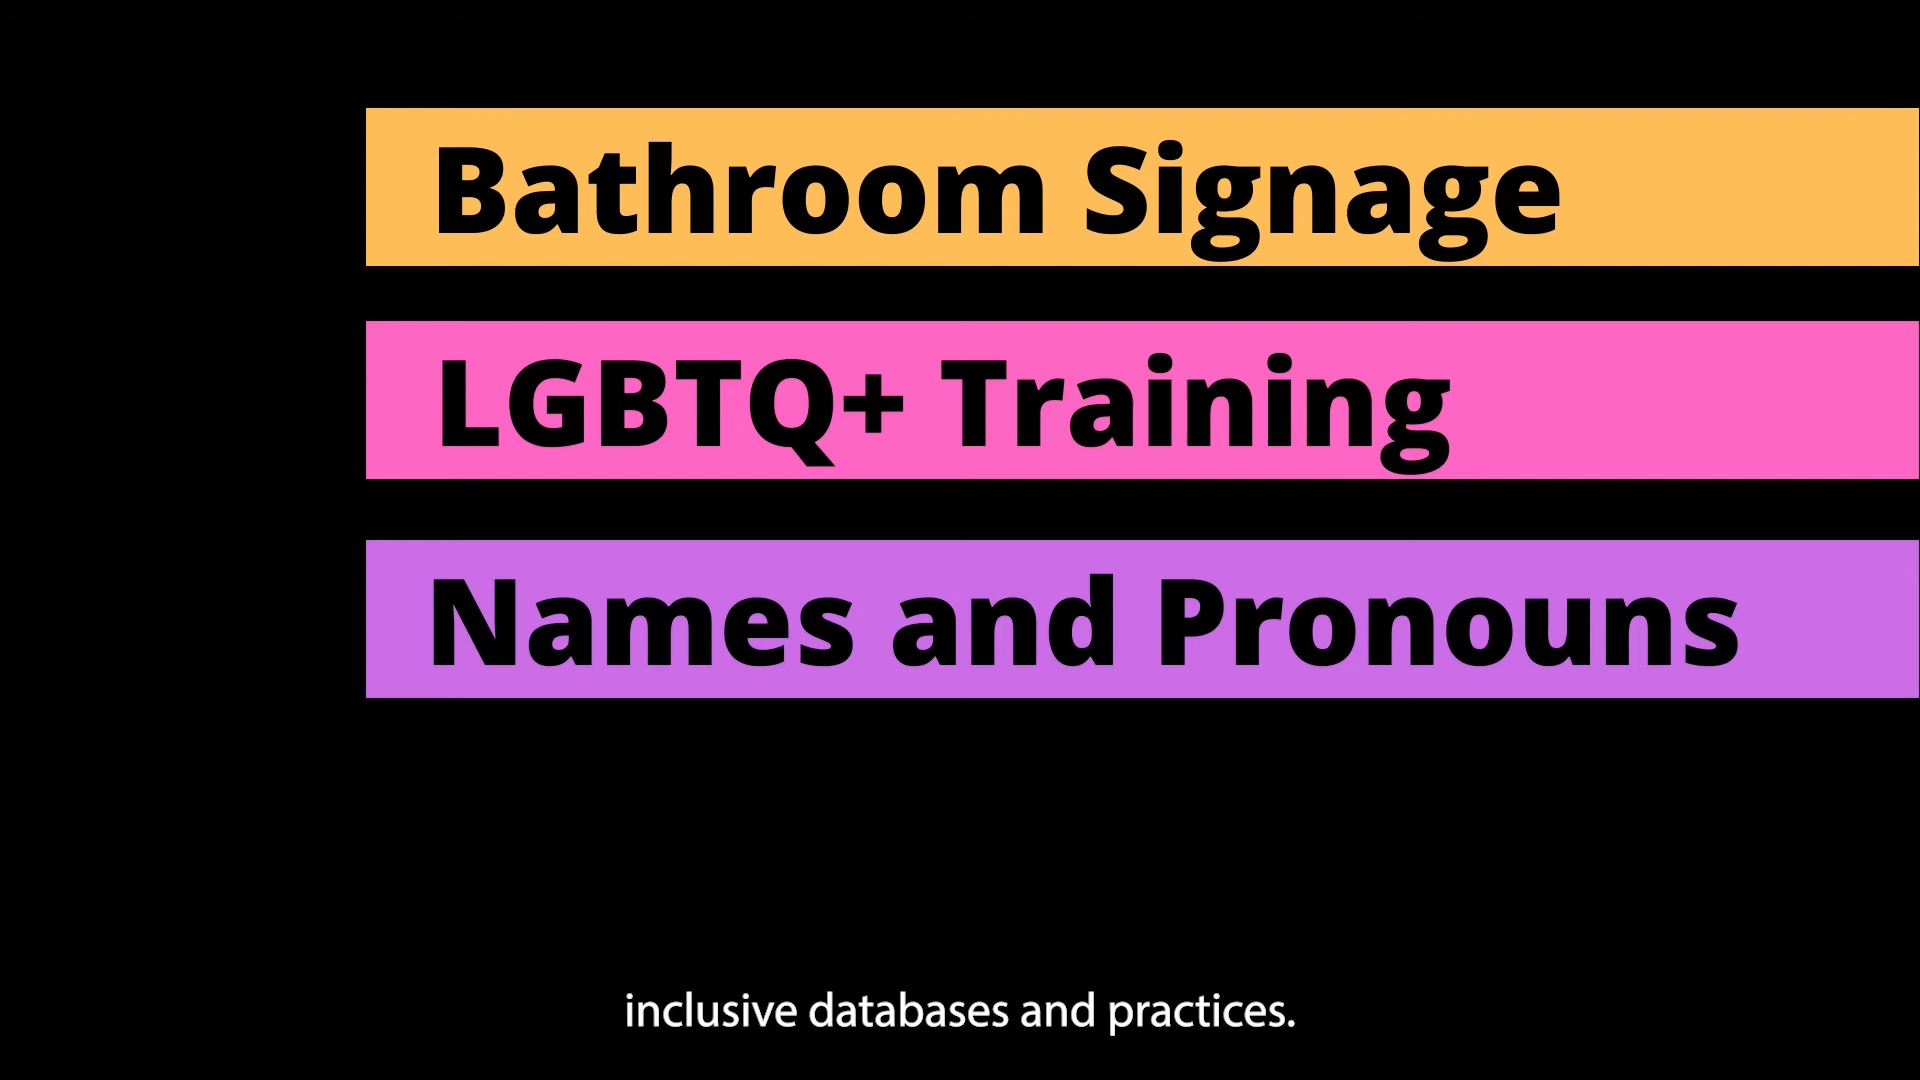 Bathroom Signage
LGBTQ+ Training
Names and Pronouns
inclusive databases and practices.